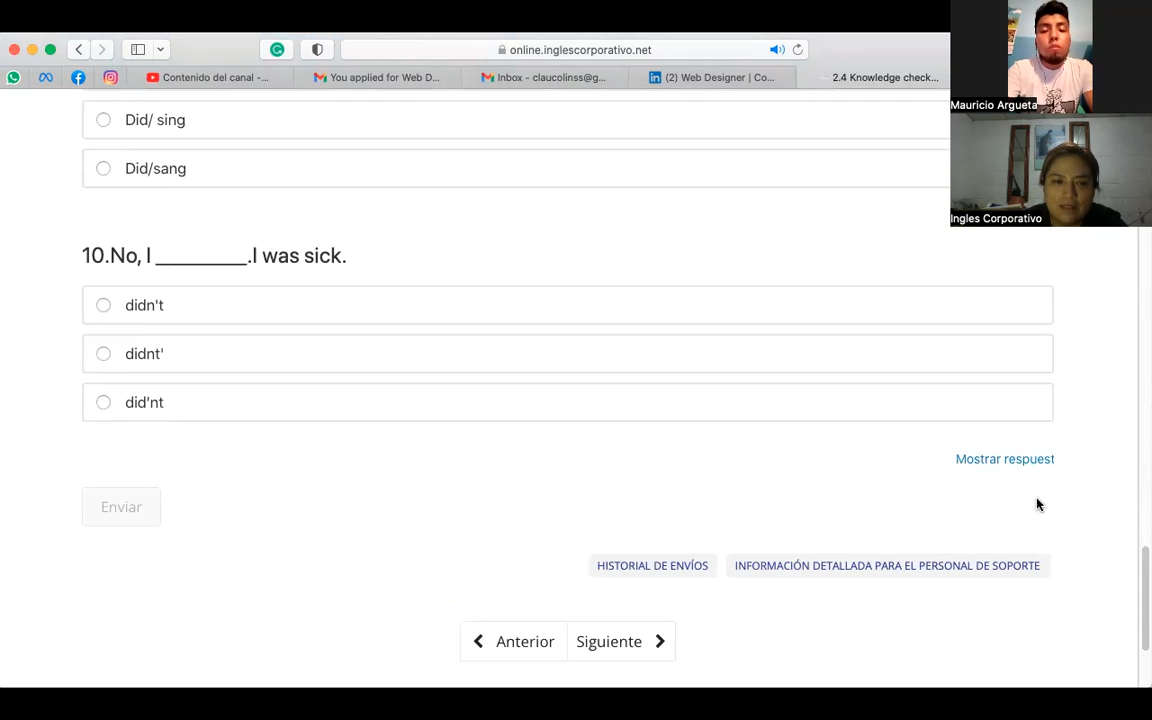 online.inglescorporativo.net
Contenido del canal -...
You applied for Web D...
Inbox - claucolinss@g...
(2) Web Designer | Co...
2.4 Knowledge check...
Mauricio Argueta
Ingles Corporativo
Did/ sing
Did/sang
10.No, I _________.I was sick.
didn't
didnt'
did'nt
Mostrar respuest
Enviar
HISTORIAL DE ENVÍOS
INFORMACIÓN DETALLADA PARA EL PERSONAL DE SOPORTE
Anterior
Siguiente